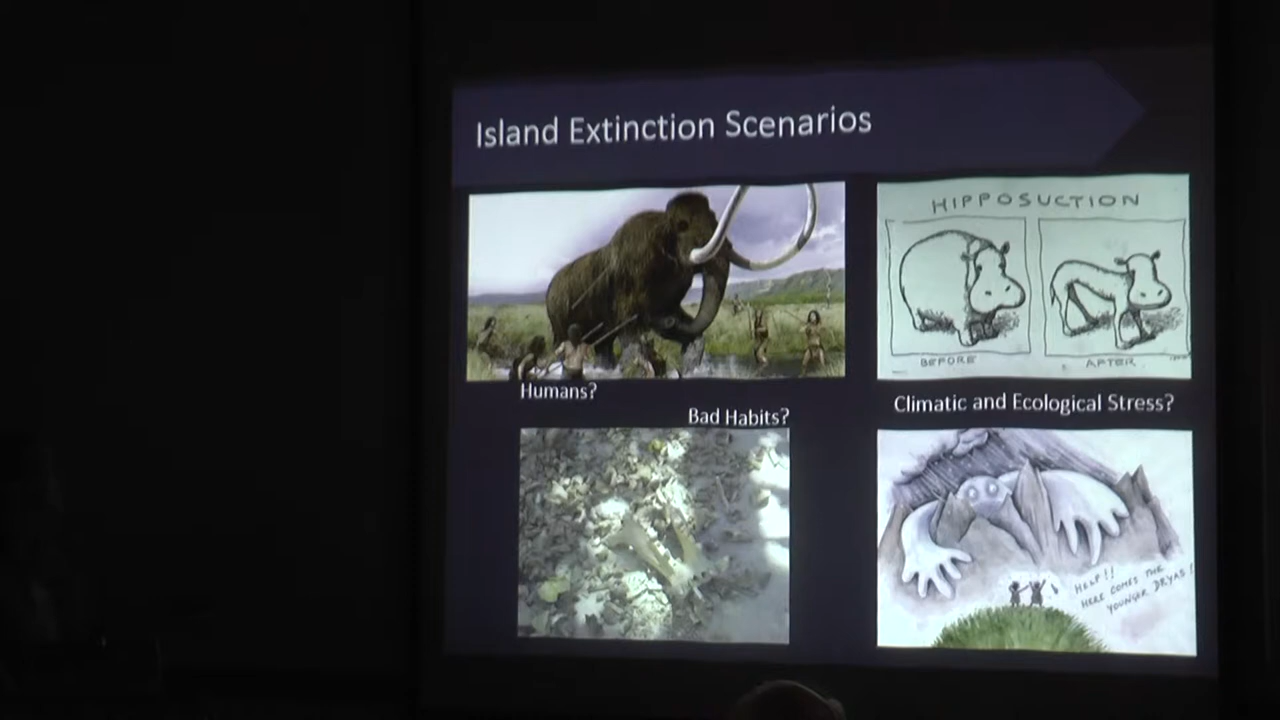 Island Extinction Scenarios
HIPPOSUCTION
BEFORE
AFTER
Humans?
Bad Habits?
Climatic and Ecological Stress?
HELP!!
HERE COMES THE
YOUNGER DRYAS!